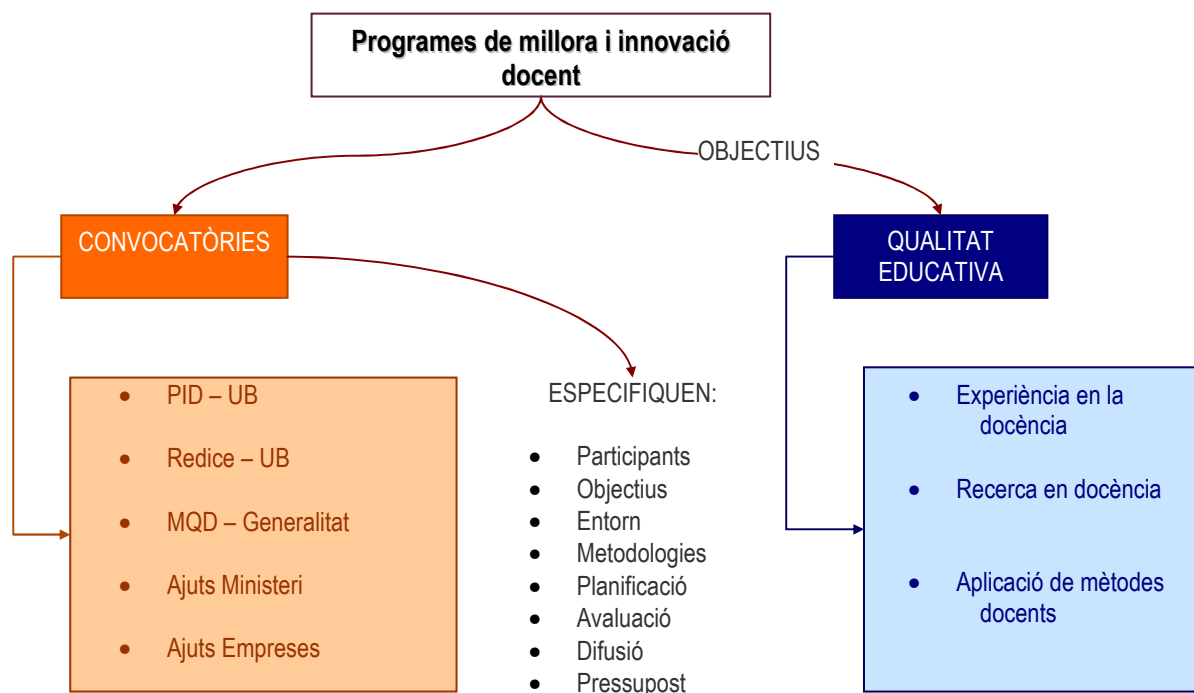 Programes de millora i innovació
docent
OBJECTIUS
CONVOCATÒRIES
QUALITAT
EDUCATIVA
• PID – UB
• Redice – UB
• MQD – Generalitat
• Ajuts Ministeri
• Ajuts Empreses
ESPECIFIQUEN:
• Participants
• Objectius
• Entorn
• Metodologies
• Planificació
• Avaluació
• Difusió
• Pressupost
• Experiència en la
docència
• Recerca en docència
• Aplicació de mètodes
docents